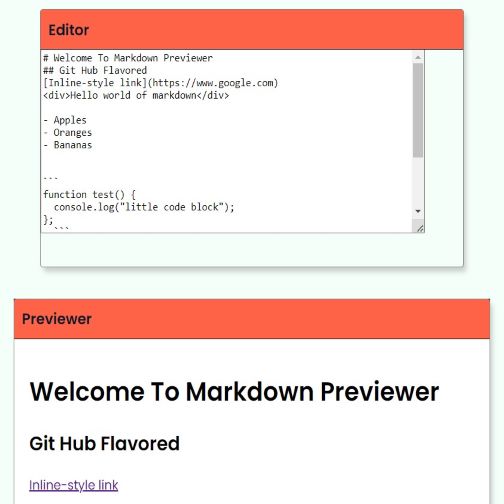 Editor
# Welcome To Markdown Previewer
## Git Hub Flavored
[Inline-style link](https://www.google.com)
<div>Hello world of markdown</div>
- Apples
- Oranges
- Bananas
```
function test() {
  console.log("little code block");
};
  ```
Previewer
Welcome To Markdown Previewer
Git Hub Flavored
Inline-style link